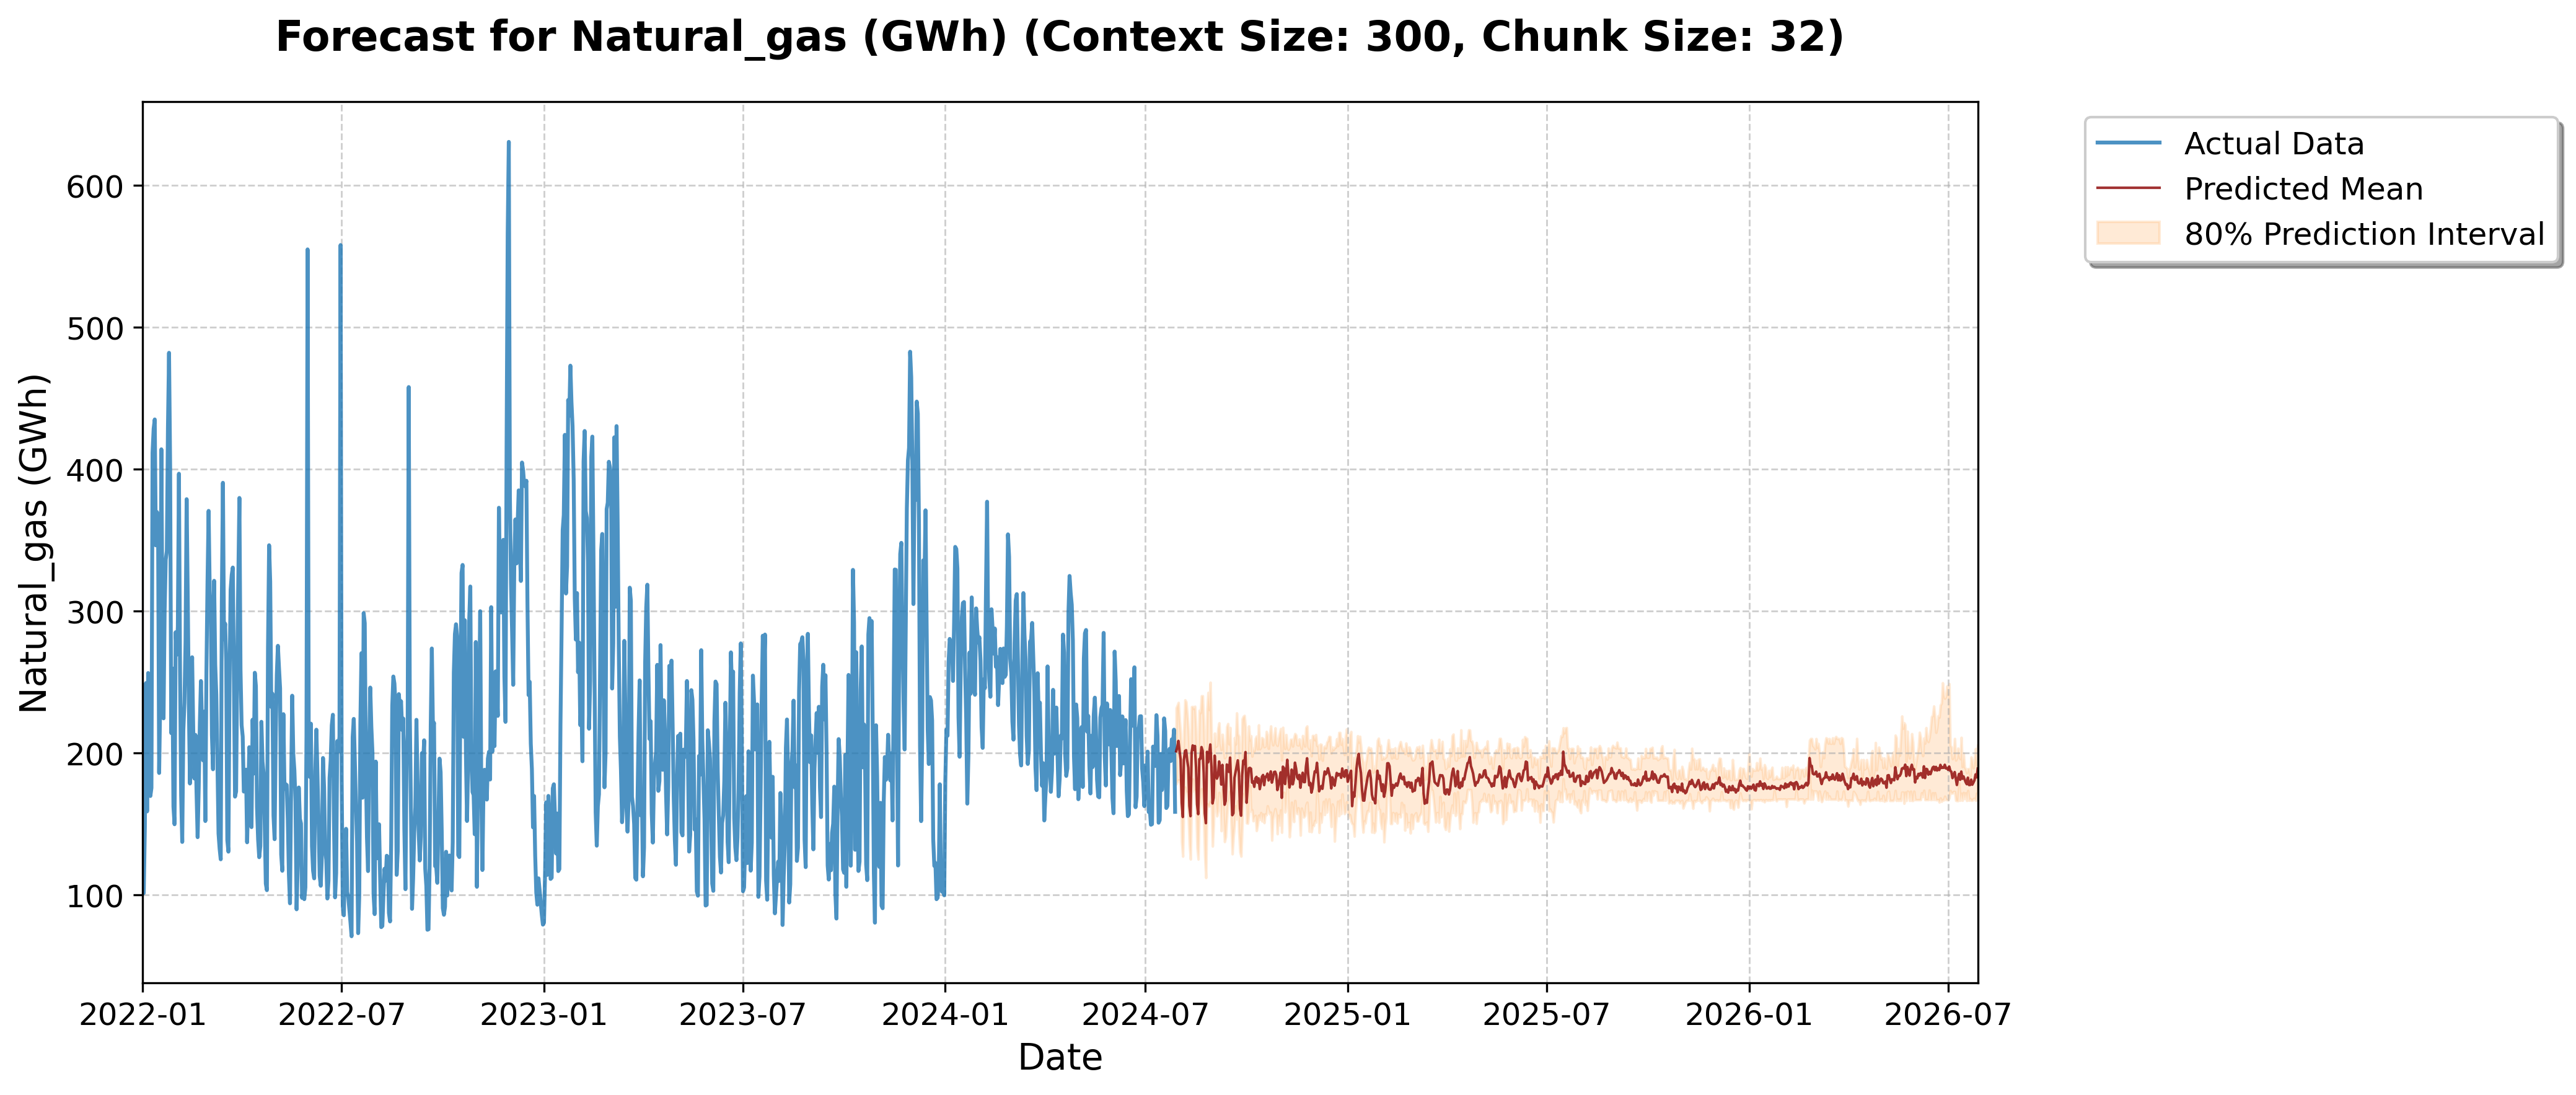 Forecast for Natural_gas (GWh) (Context Size: 300, Chunk Size: 32)
Actual Data
Predicted Mean
80% Prediction Interval
Natural_gas (GWh)
600
500
400
300
200
100
2022-01 2022-07 2023-01 2023-07 2024-01 2024-07 2025-01 2025-07 2026-01 2026-07
Date